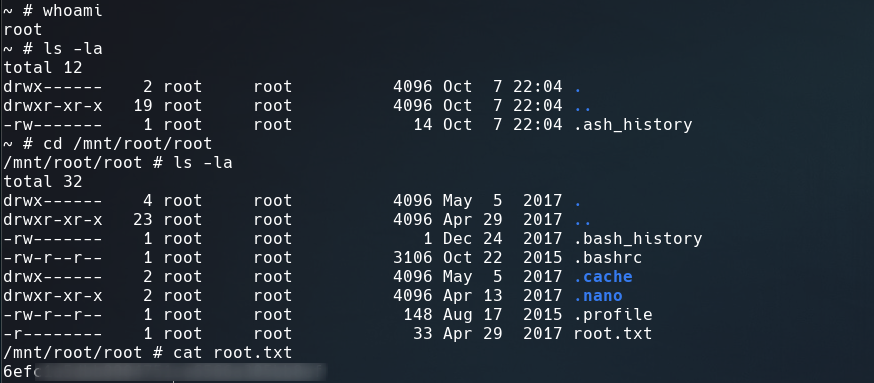 ~ # whoami
root
~ # ls -la
total 12
drwx------    2 root     root          4096 Oct  7 22:04 .
drwxr-xr-x   19 root     root          4096 Oct  7 22:04 ..
-rw-------    1 root     root            14 Oct  7 22:04 .ash_history
~ # cd /mnt/root/root
/mnt/root/root # ls -la
total 32
drwx------    4 root     root          4096 May  5  2017 .
drwxr-xr-x   23 root     root          4096 Apr 29  2017 ..
-rw-------    1 root     root             1 Dec 24  2017 .bash_history
-rw-r--r--    1 root     root          3106 Oct 22  2015 .bashrc
drwx------    2 root     root          4096 May  5  2017 .cache
drwxr-xr-x    2 root     root          4096 Apr 13  2017 .nano
-rw-r--r--    1 root     root           148 Aug 17  2015 .profile
-r--------    1 root     root            33 Apr 29  2017 root.txt
/mnt/root/root # cat root.txt
6ef